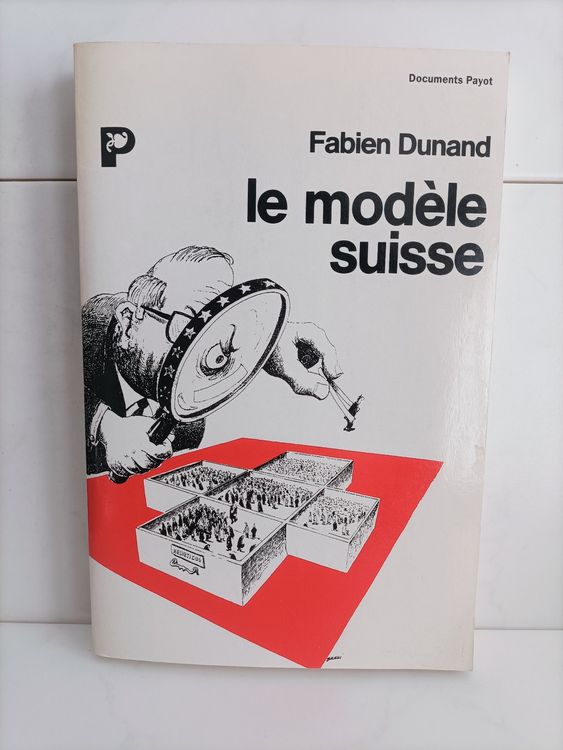 Documents Payot
P
Fabien Dunand
le modèle
suisse